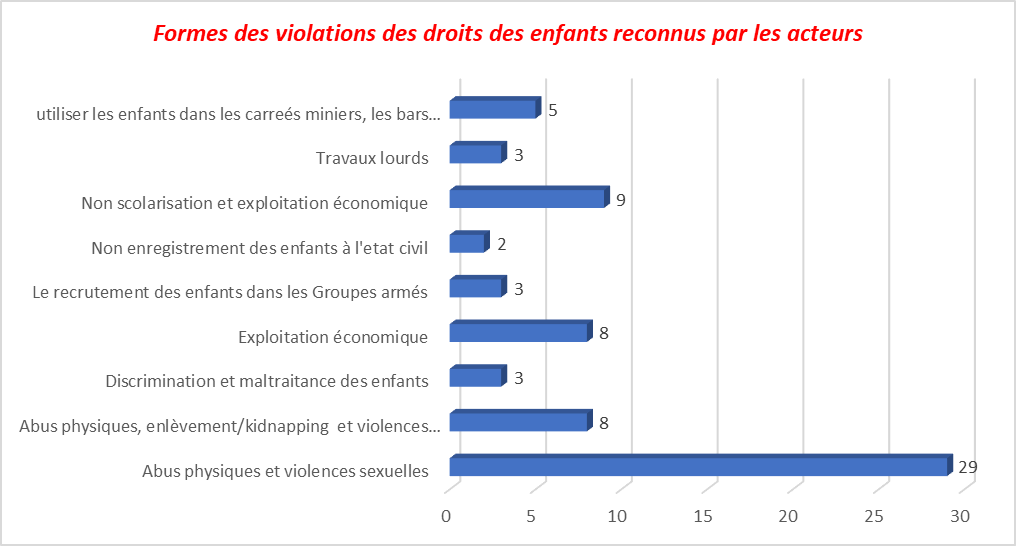 Formes des violations des droits des enfants reconnus par les acteurs
utiliser les enfants dans les carreés miniers, les bars… 5
Travaux lourds 3
Non scolarisation et exploitation économique 9
Non enregistrement des enfants à l'etat civil 2
Le recrutement des enfants dans les Groupes armés 3
Exploitation économique 8
Discrimination et maltraitance des enfants 3
Abus physiques, enlèvement/kidnapping et violences… 8
Abus physiques et violences sexuelles 29
0 5 10 15 20 25 30